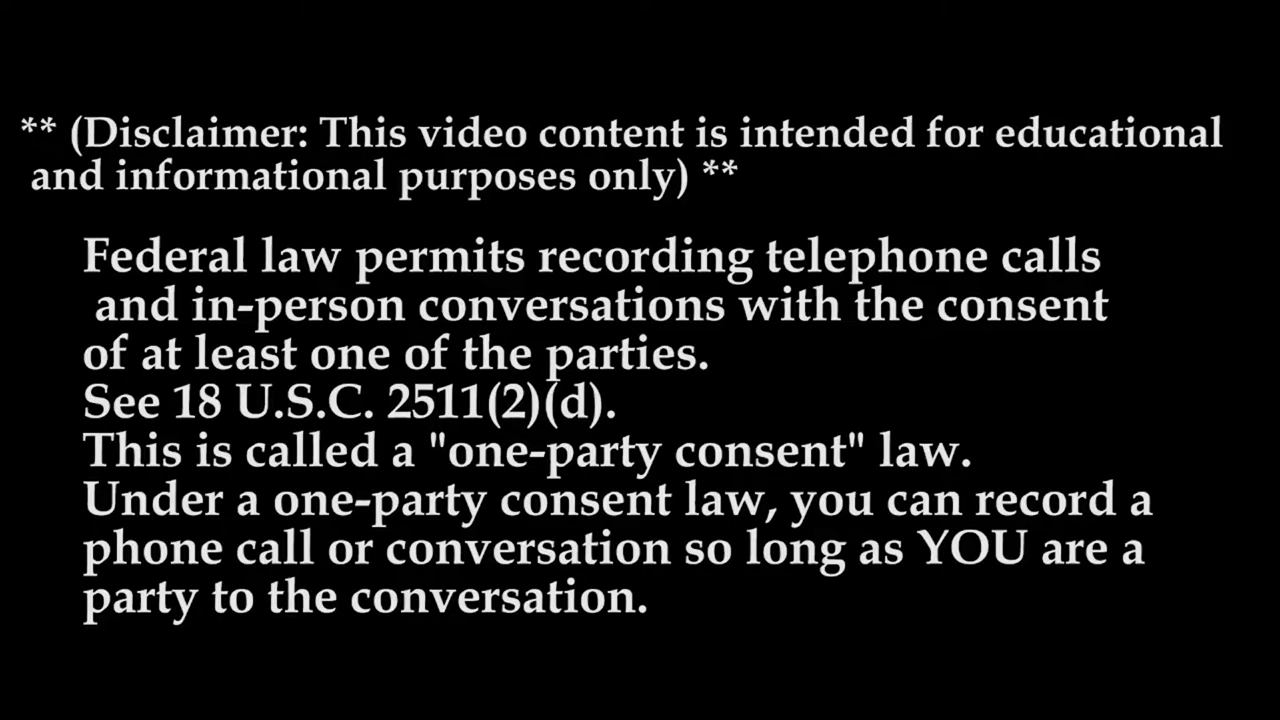 ** (Disclaimer: This video content is intended for educational
and informational purposes only) **
Federal law permits recording telephone calls
and in-person conversations with the consent
of at least one of the parties.
See 18 U.S.C. 2511(2)(d).
This is called a "one-party consent" law.
Under a one-party consent law, you can record a
phone call or conversation so long as YOU are a
party to the conversation.